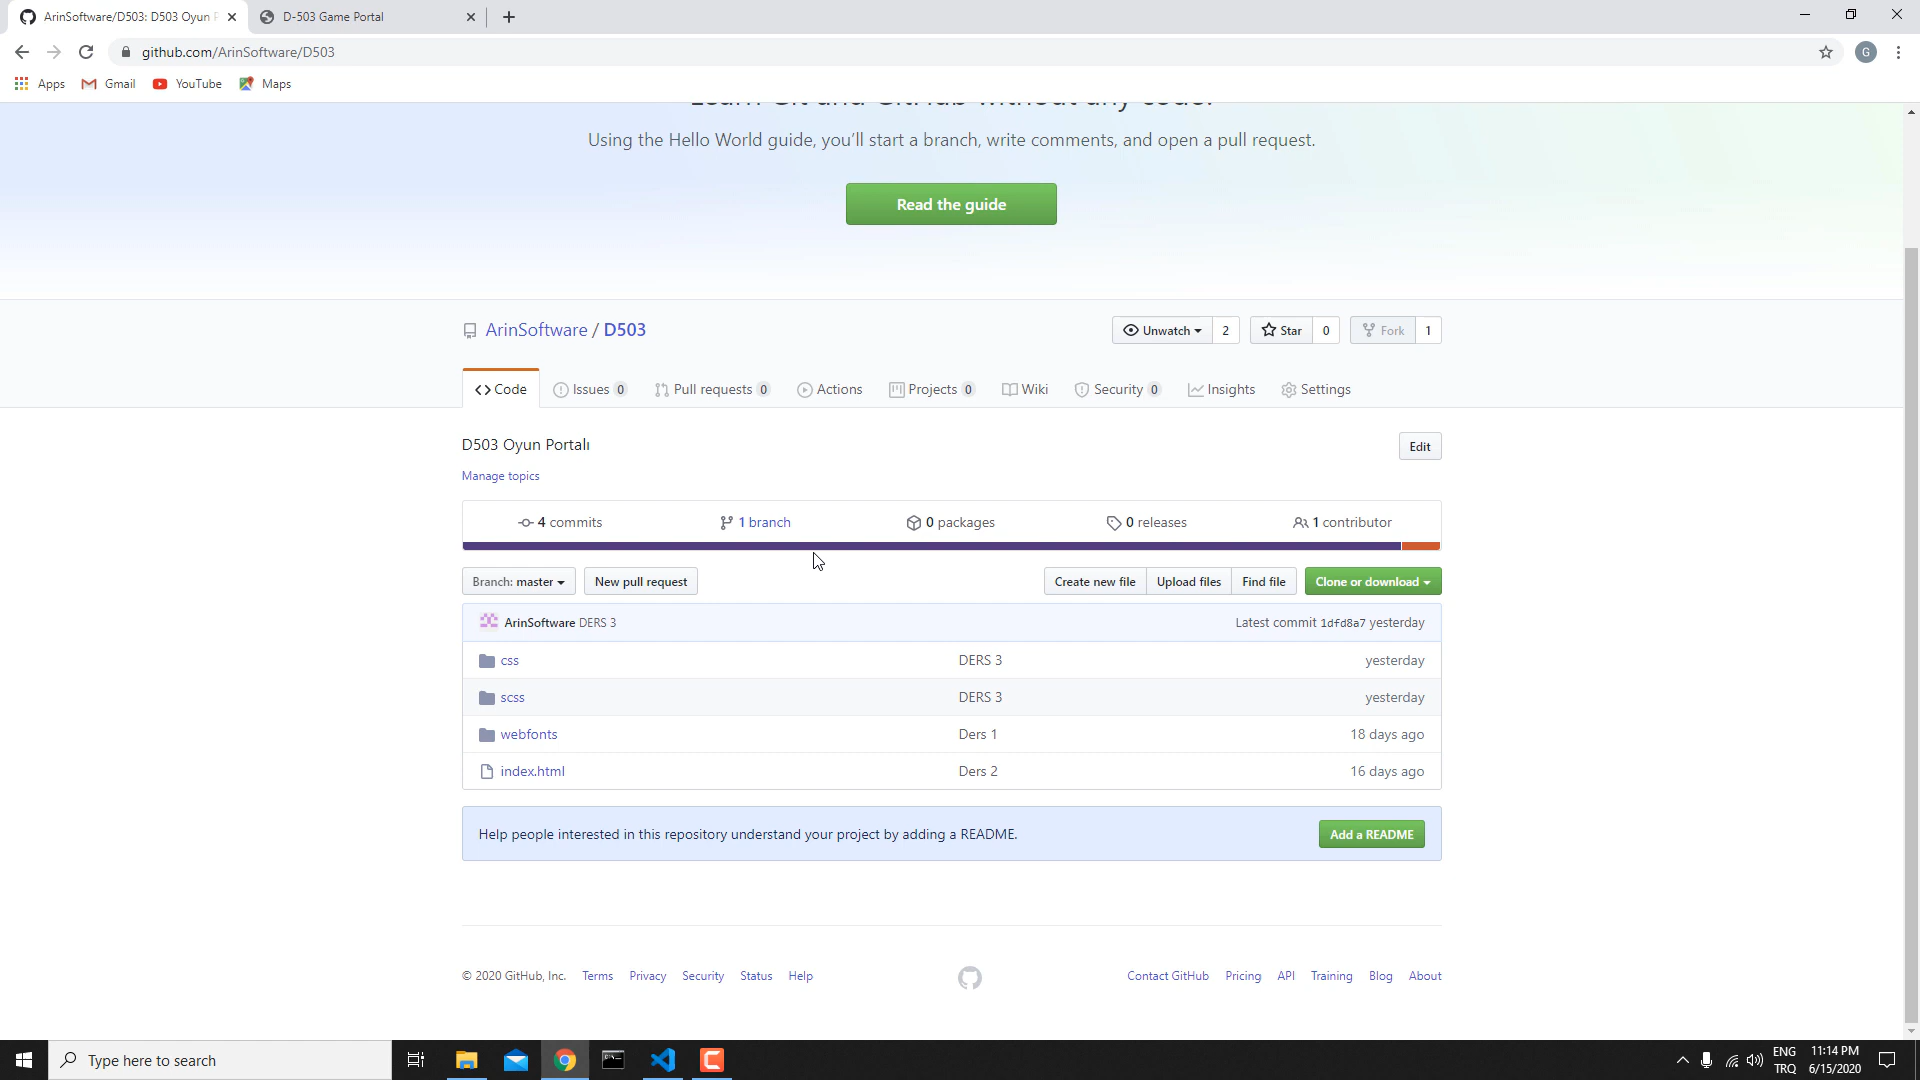 ArinSoftware/D503: D503 Oyun P
D-503 Game Portal
github.com/ArinSoftware/D503
G
Apps Gmail YouTube Maps
Learn Git and GitHub without any code!
Using the Hello World guide, you’ll start a branch, write comments, and open a pull request.
Read the guide
ArinSoftware / D503
Unwatch 2 Star 0 Fork 1
Code Issues 0 Pull requests 0 Actions Projects 0 Wiki Security 0 Insights Settings
D503 Oyun Portalı
Edit
Manage topics
4 commits 1 branch 0 packages 0 releases 1 contributor
Branch: master New pull request Create new file Upload files Find file Clone or download
ArinSoftware DERS 3 Latest commit 1dfd8a7 yesterday
css DERS 3 yesterday
scss DERS 3 yesterday
webfonts Ders 1 18 days ago
index.html Ders 2 16 days ago
Help people interested in this repository understand your project by adding a README. Add a README
© 2020 GitHub, Inc. Terms Privacy Security Status Help Contact GitHub Pricing API Training Blog About
Type here to search
ENG
TRQ
11:14 PM
6/15/2020